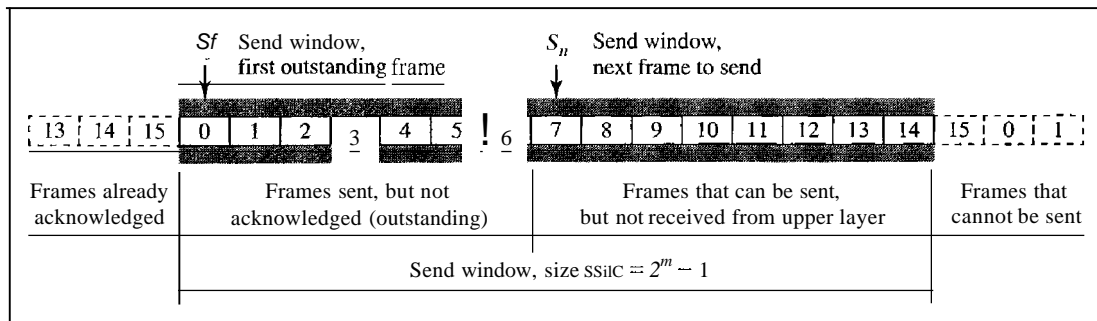 Sf Send window, Sn Send window,
first outstanding frame next frame to send
13 14 15 0 1 2 3 4 5 ! 6 7 8 9 10 11 12 13 14 15 0 1
Frames already Frames sent, but not Frames that can be sent, Frames that
acknowledged acknowledged (outstanding) but not received from upper layer cannot be sent
Send window, size SSilC = 2^m − 1